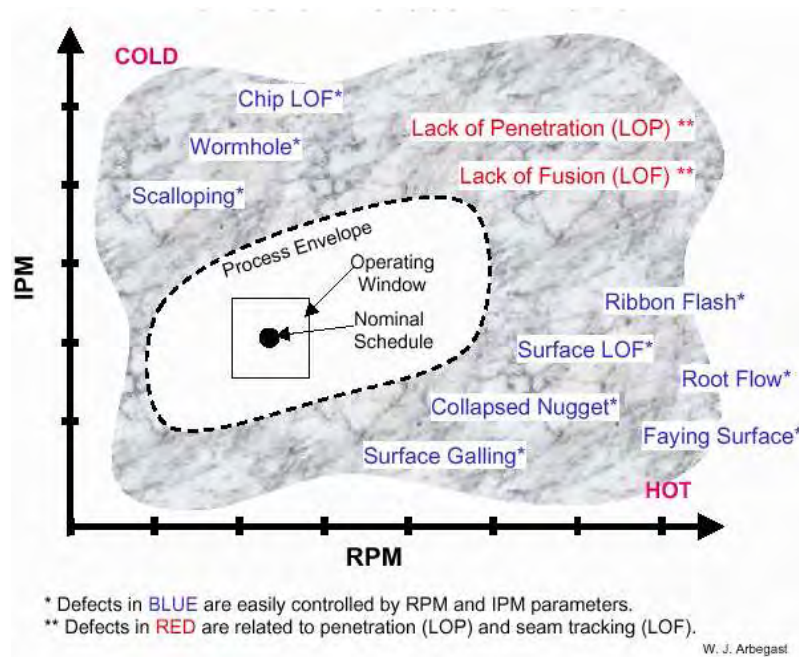 COLD
Chip LOF*
Lack of Penetration (LOP) **
Wormhole*
Lack of Fusion (LOF) **
Scalloping*
Process Envelope
Operating
Window
IPM
Ribbon Flash*
Nominal
Schedule
Surface LOF*
Root Flow*
Collapsed Nugget*
Faying Surface*
Surface Galling*
HOT
RPM
* Defects in BLUE are easily controlled by RPM and IPM parameters.
** Defects in RED are related to penetration (LOP) and seam tracking (LOF).
W. J. Arbegast